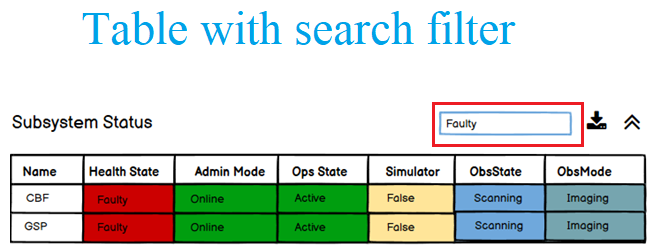 Table with search filter
Subsystem Status Faulty
Name Health State Admin Mode Ops State Simulator ObsState ObsMode
CBF Faulty Online Active False Scanning Imaging
GSP Faulty Online Active False Scanning Imaging